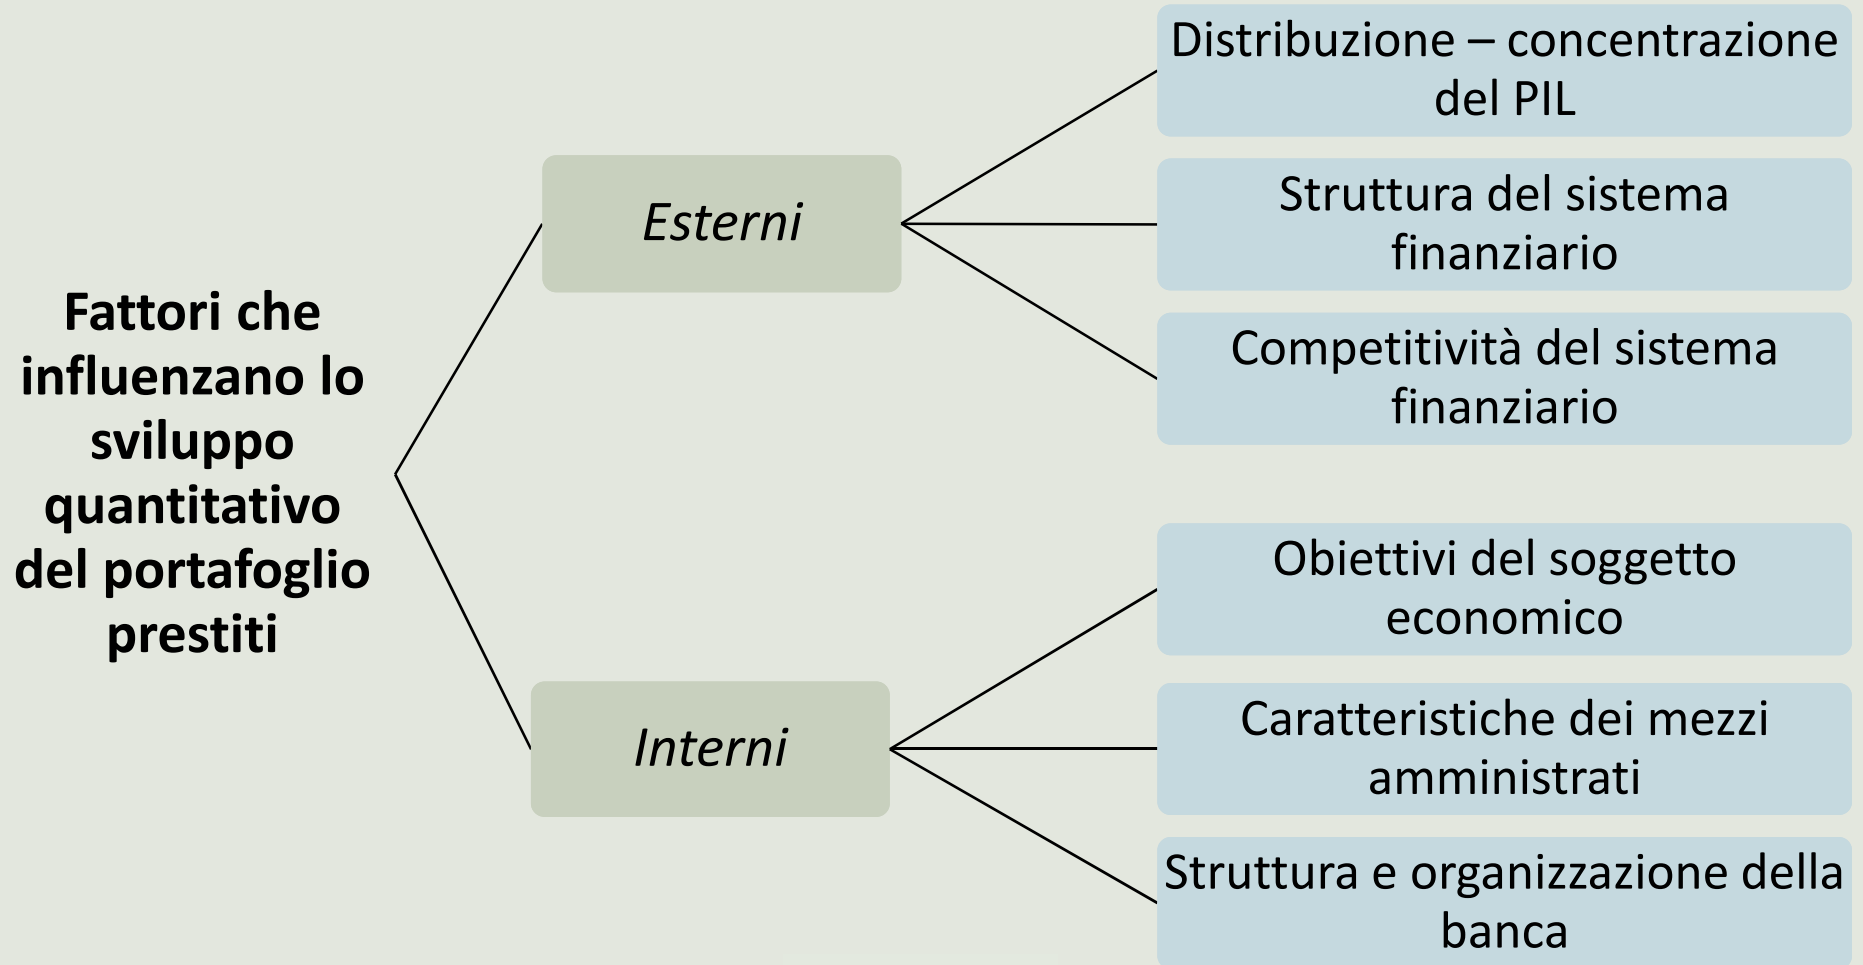 Fattori che
influenzano lo
sviluppo
quantitativo
del portafoglio
prestiti
Esterni
Distribuzione – concentrazione
del PIL
Struttura del sistema
finanziario
Competitività del sistema
finanziario
Interni
Obiettivi del soggetto
economico
Caratteristiche dei mezzi
amministrati
Struttura e organizzazione della
banca